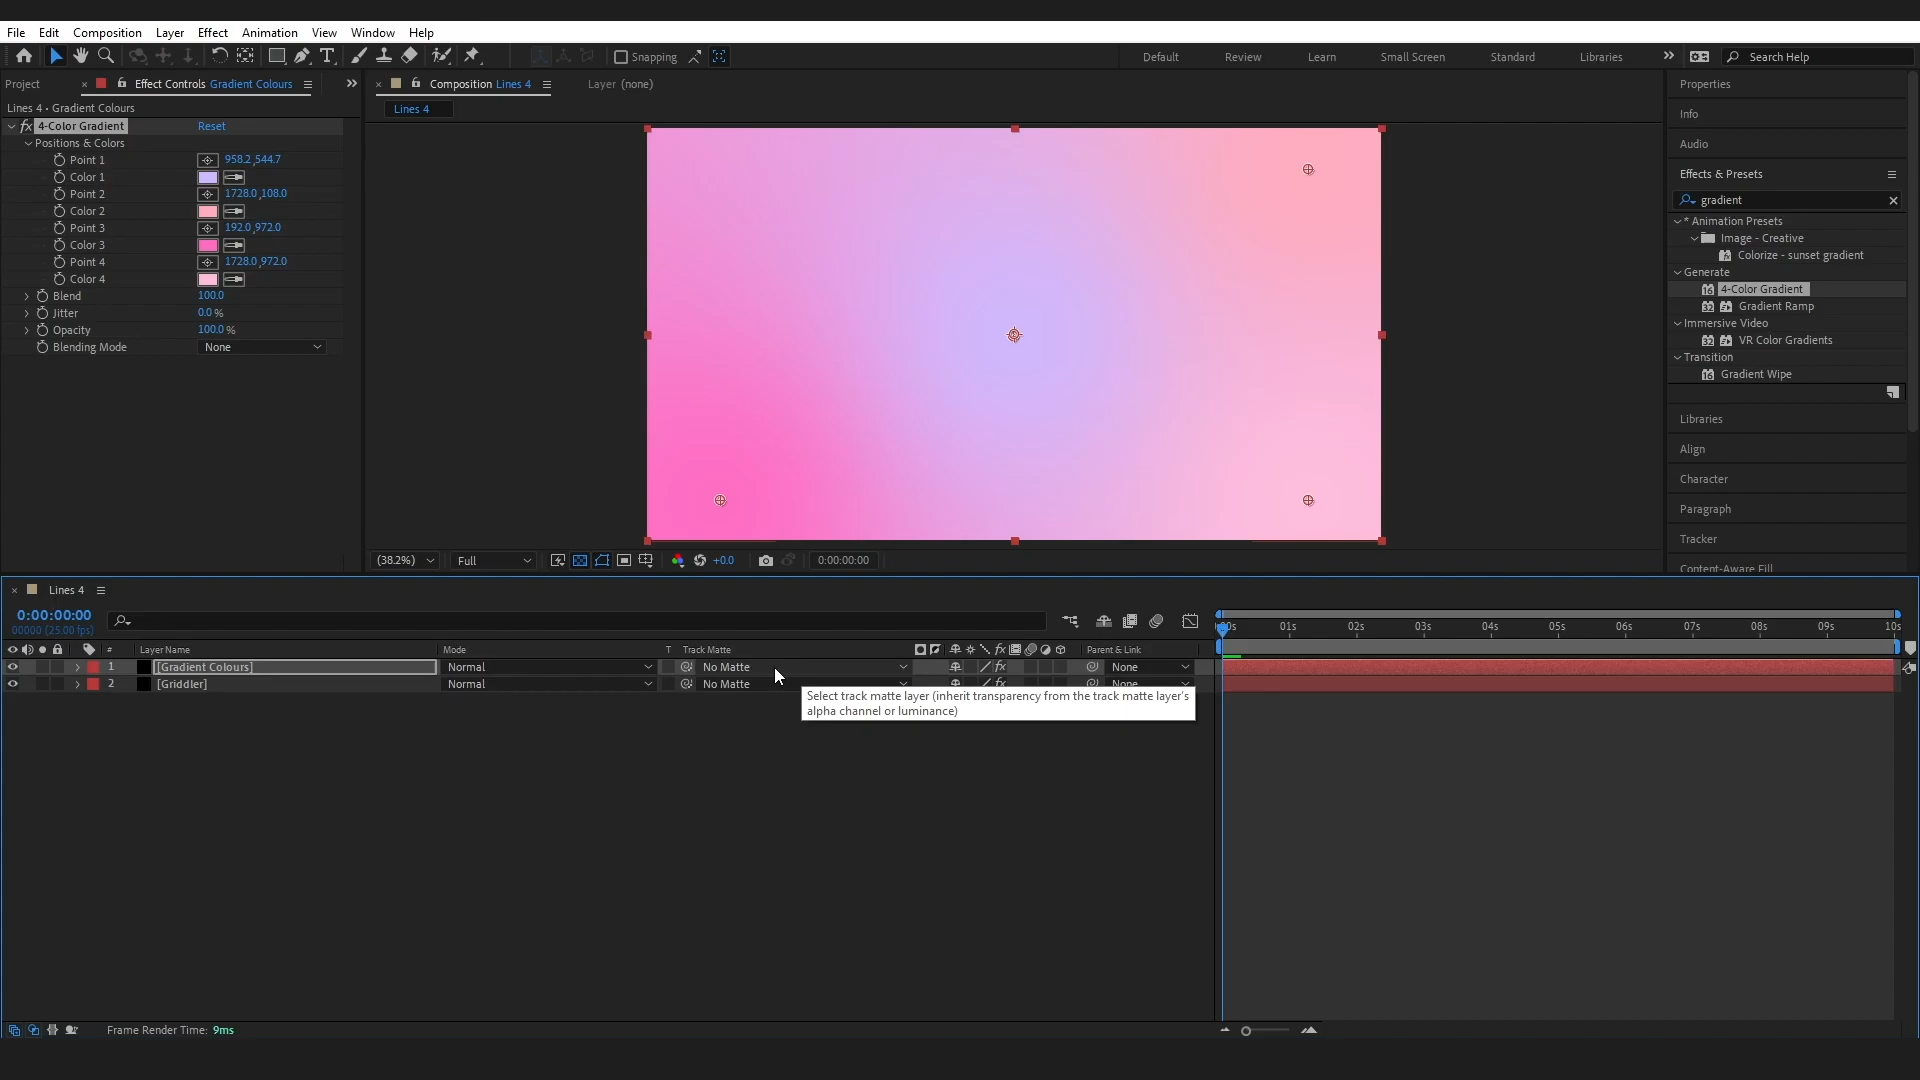 File Edit Composition Layer Effect Animation View Window Help
Snapping Default Review Learn Small Screen Standard Libraries Search Help
Project × Effect Controls Gradient Colours
× Composition Lines 4 Layer (none)
Lines 4
Lines 4 • Gradient Colours
fx 4-Color Gradient Reset
Positions & Colors
Point 1 958.2,544.7
Color 1
Point 2 1728.0,108.0
Color 2
Point 3 192.0,972.0
Color 3
Point 4 1728.0,972.0
Color 4
Blend 100.0
Jitter 0.0 %
Opacity 100.0 %
Blending Mode None
(38.2%) Full +0.0 0:00:00:00
Properties
Info
Audio
Effects & Presets
gradient ×
* Animation Presets
Image - Creative
Colorize - sunset gradient
Generate
16 4-Color Gradient
32 Gradient Ramp
Immersive Video
32 VR Color Gradients
Transition
16 Gradient Wipe
Libraries
Align
Character
Paragraph
Tracker
Content-Aware Fill
× Lines 4
0:00:00:00
00000 (25.00 fps)
01s 02s 03s 04s 05s 06s 07s 08s 09s 10s
# Layer Name Mode T Track Matte fx Parent & Link
1 [Gradient Colours] Normal No Matte fx None
2 [Griddler] Normal No Matte fx None
Select track matte layer (inherit transparency from the track matte layer's
alpha channel or luminance)
Frame Render Time: 9ms